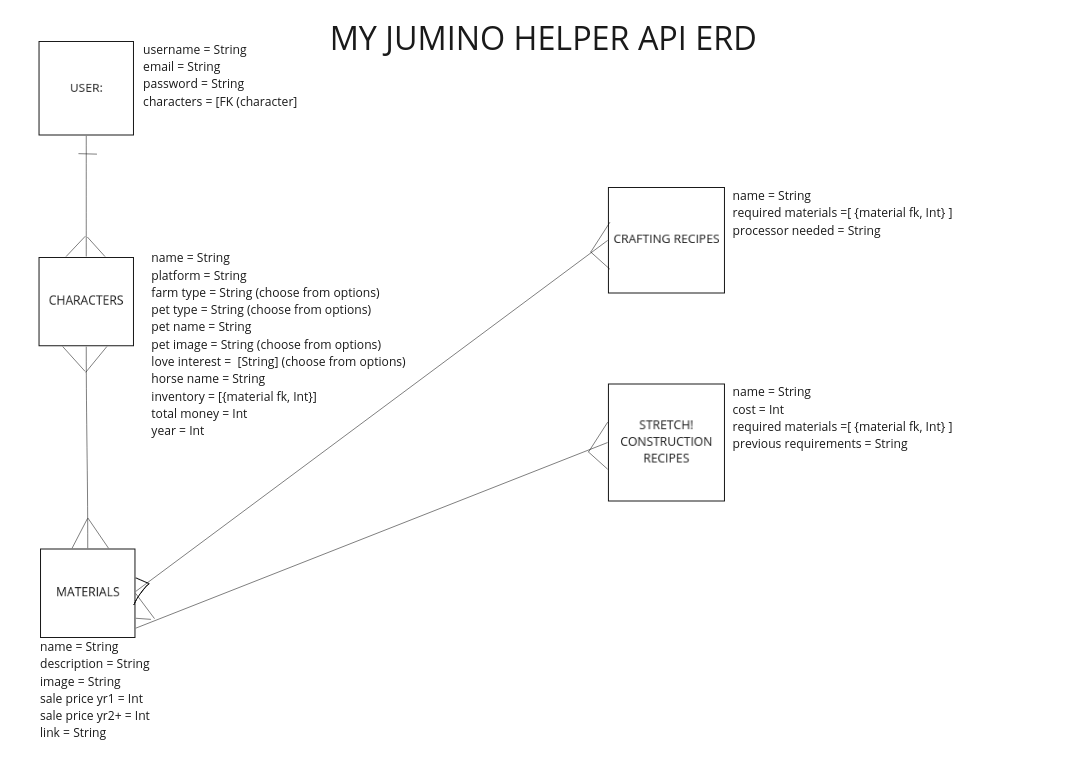 MY JUMINO HELPER API ERD
USER:
username = String
email = String
password = String
characters = [FK (character]
CHARACTERS
name = String
platform = String
farm type = String (choose from options)
pet type = String (choose from options)
pet name = String
pet image = String (choose from options)
love interest =  [String] (choose from options)
horse name = String
inventory = [{material fk, Int}]
total money = Int
year = Int
CRAFTING RECIPES
name = String
required materials =[ {material fk, Int} ]
processor needed = String
STRETCH!
CONSTRUCTION
RECIPES
name = String
cost = Int
required materials =[ {material fk, Int} ]
previous requirements = String
MATERIALS
name = String
description = String
image = String
sale price yr1 = Int
sale price yr2+ = Int
link = String